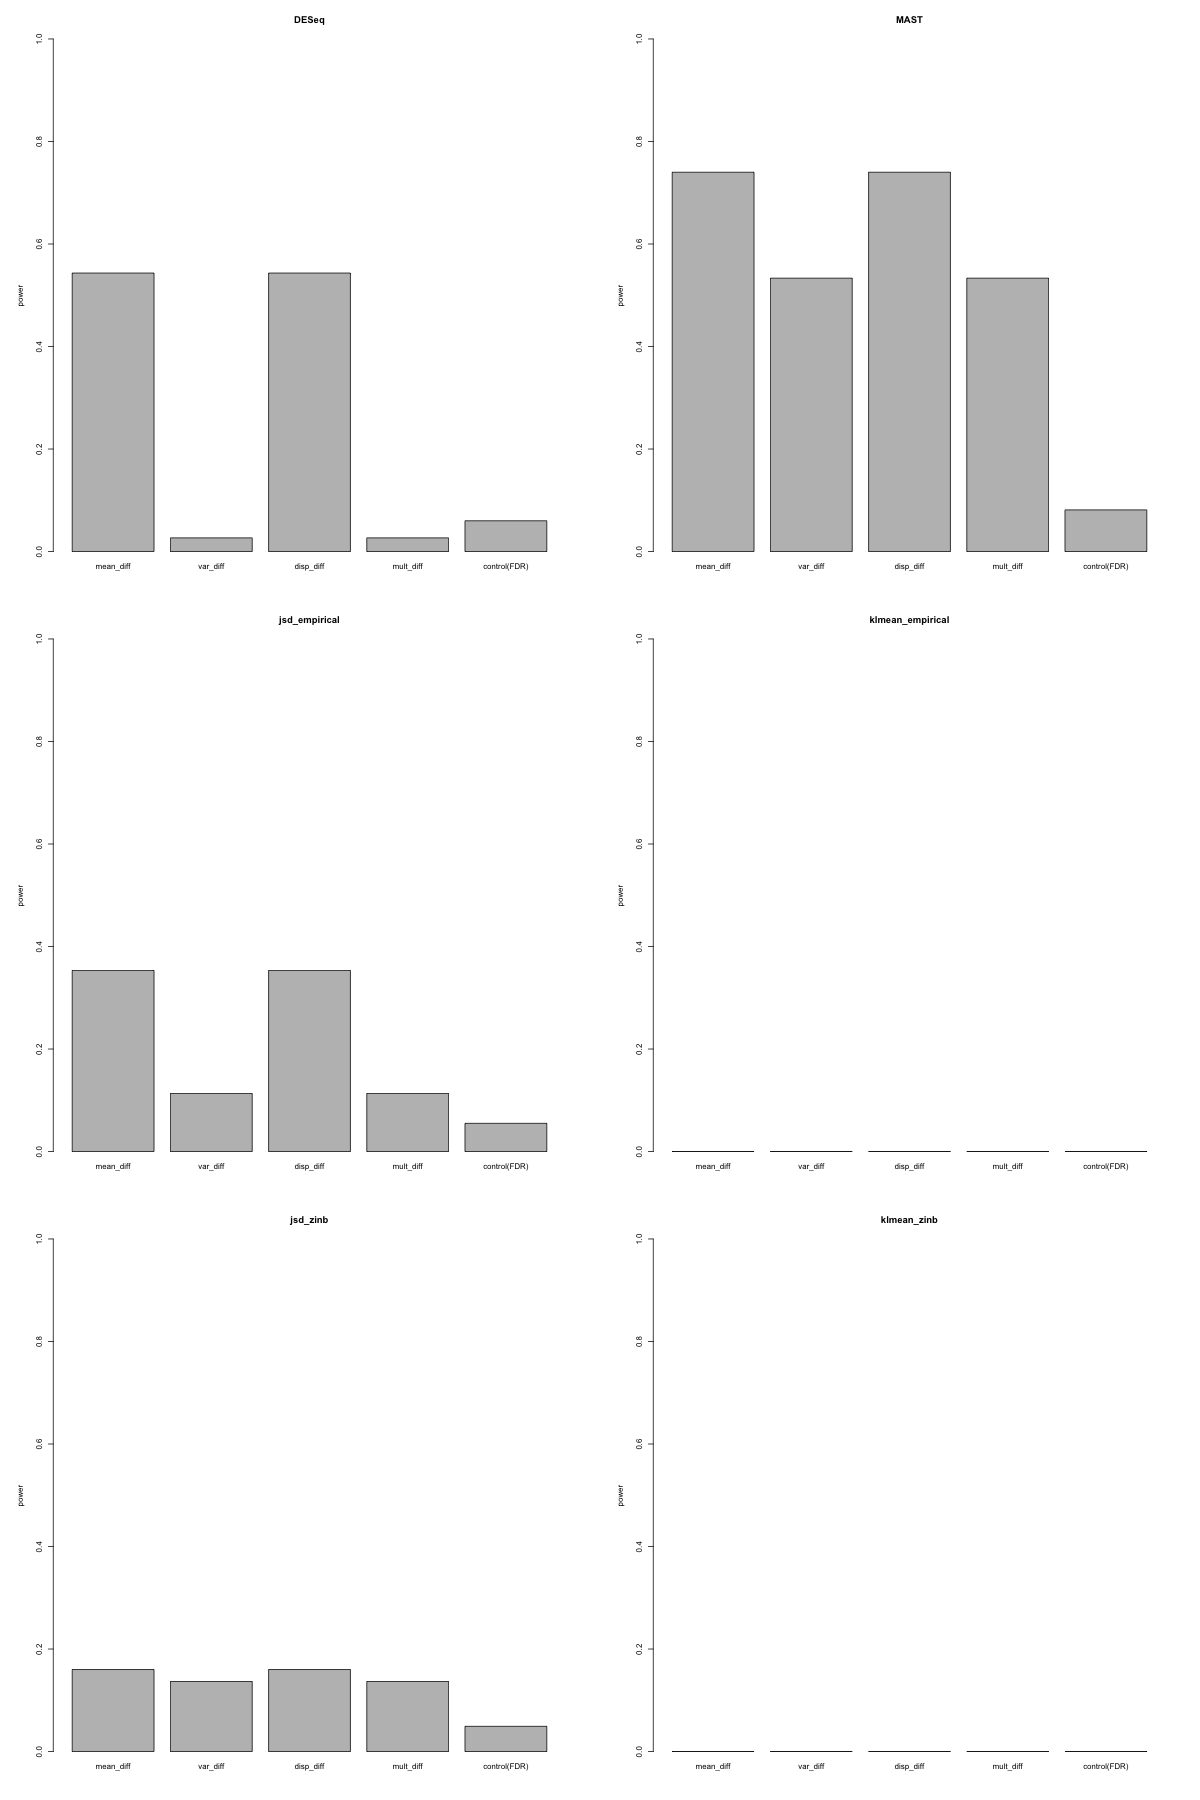 DESeq
power
0.0 0.2 0.4 0.6 0.8 1.0
mean_diff var_diff disp_diff mult_diff control(FDR)
MAST
power
0.0 0.2 0.4 0.6 0.8 1.0
mean_diff var_diff disp_diff mult_diff control(FDR)
jsd_empirical
power
0.0 0.2 0.4 0.6 0.8 1.0
mean_diff var_diff disp_diff mult_diff control(FDR)
klmean_empirical
power
0.0 0.2 0.4 0.6 0.8 1.0
mean_diff var_diff disp_diff mult_diff control(FDR)
jsd_zinb
power
0.0 0.2 0.4 0.6 0.8 1.0
mean_diff var_diff disp_diff mult_diff control(FDR)
klmean_zinb
power
0.0 0.2 0.4 0.6 0.8 1.0
mean_diff var_diff disp_diff mult_diff control(FDR)